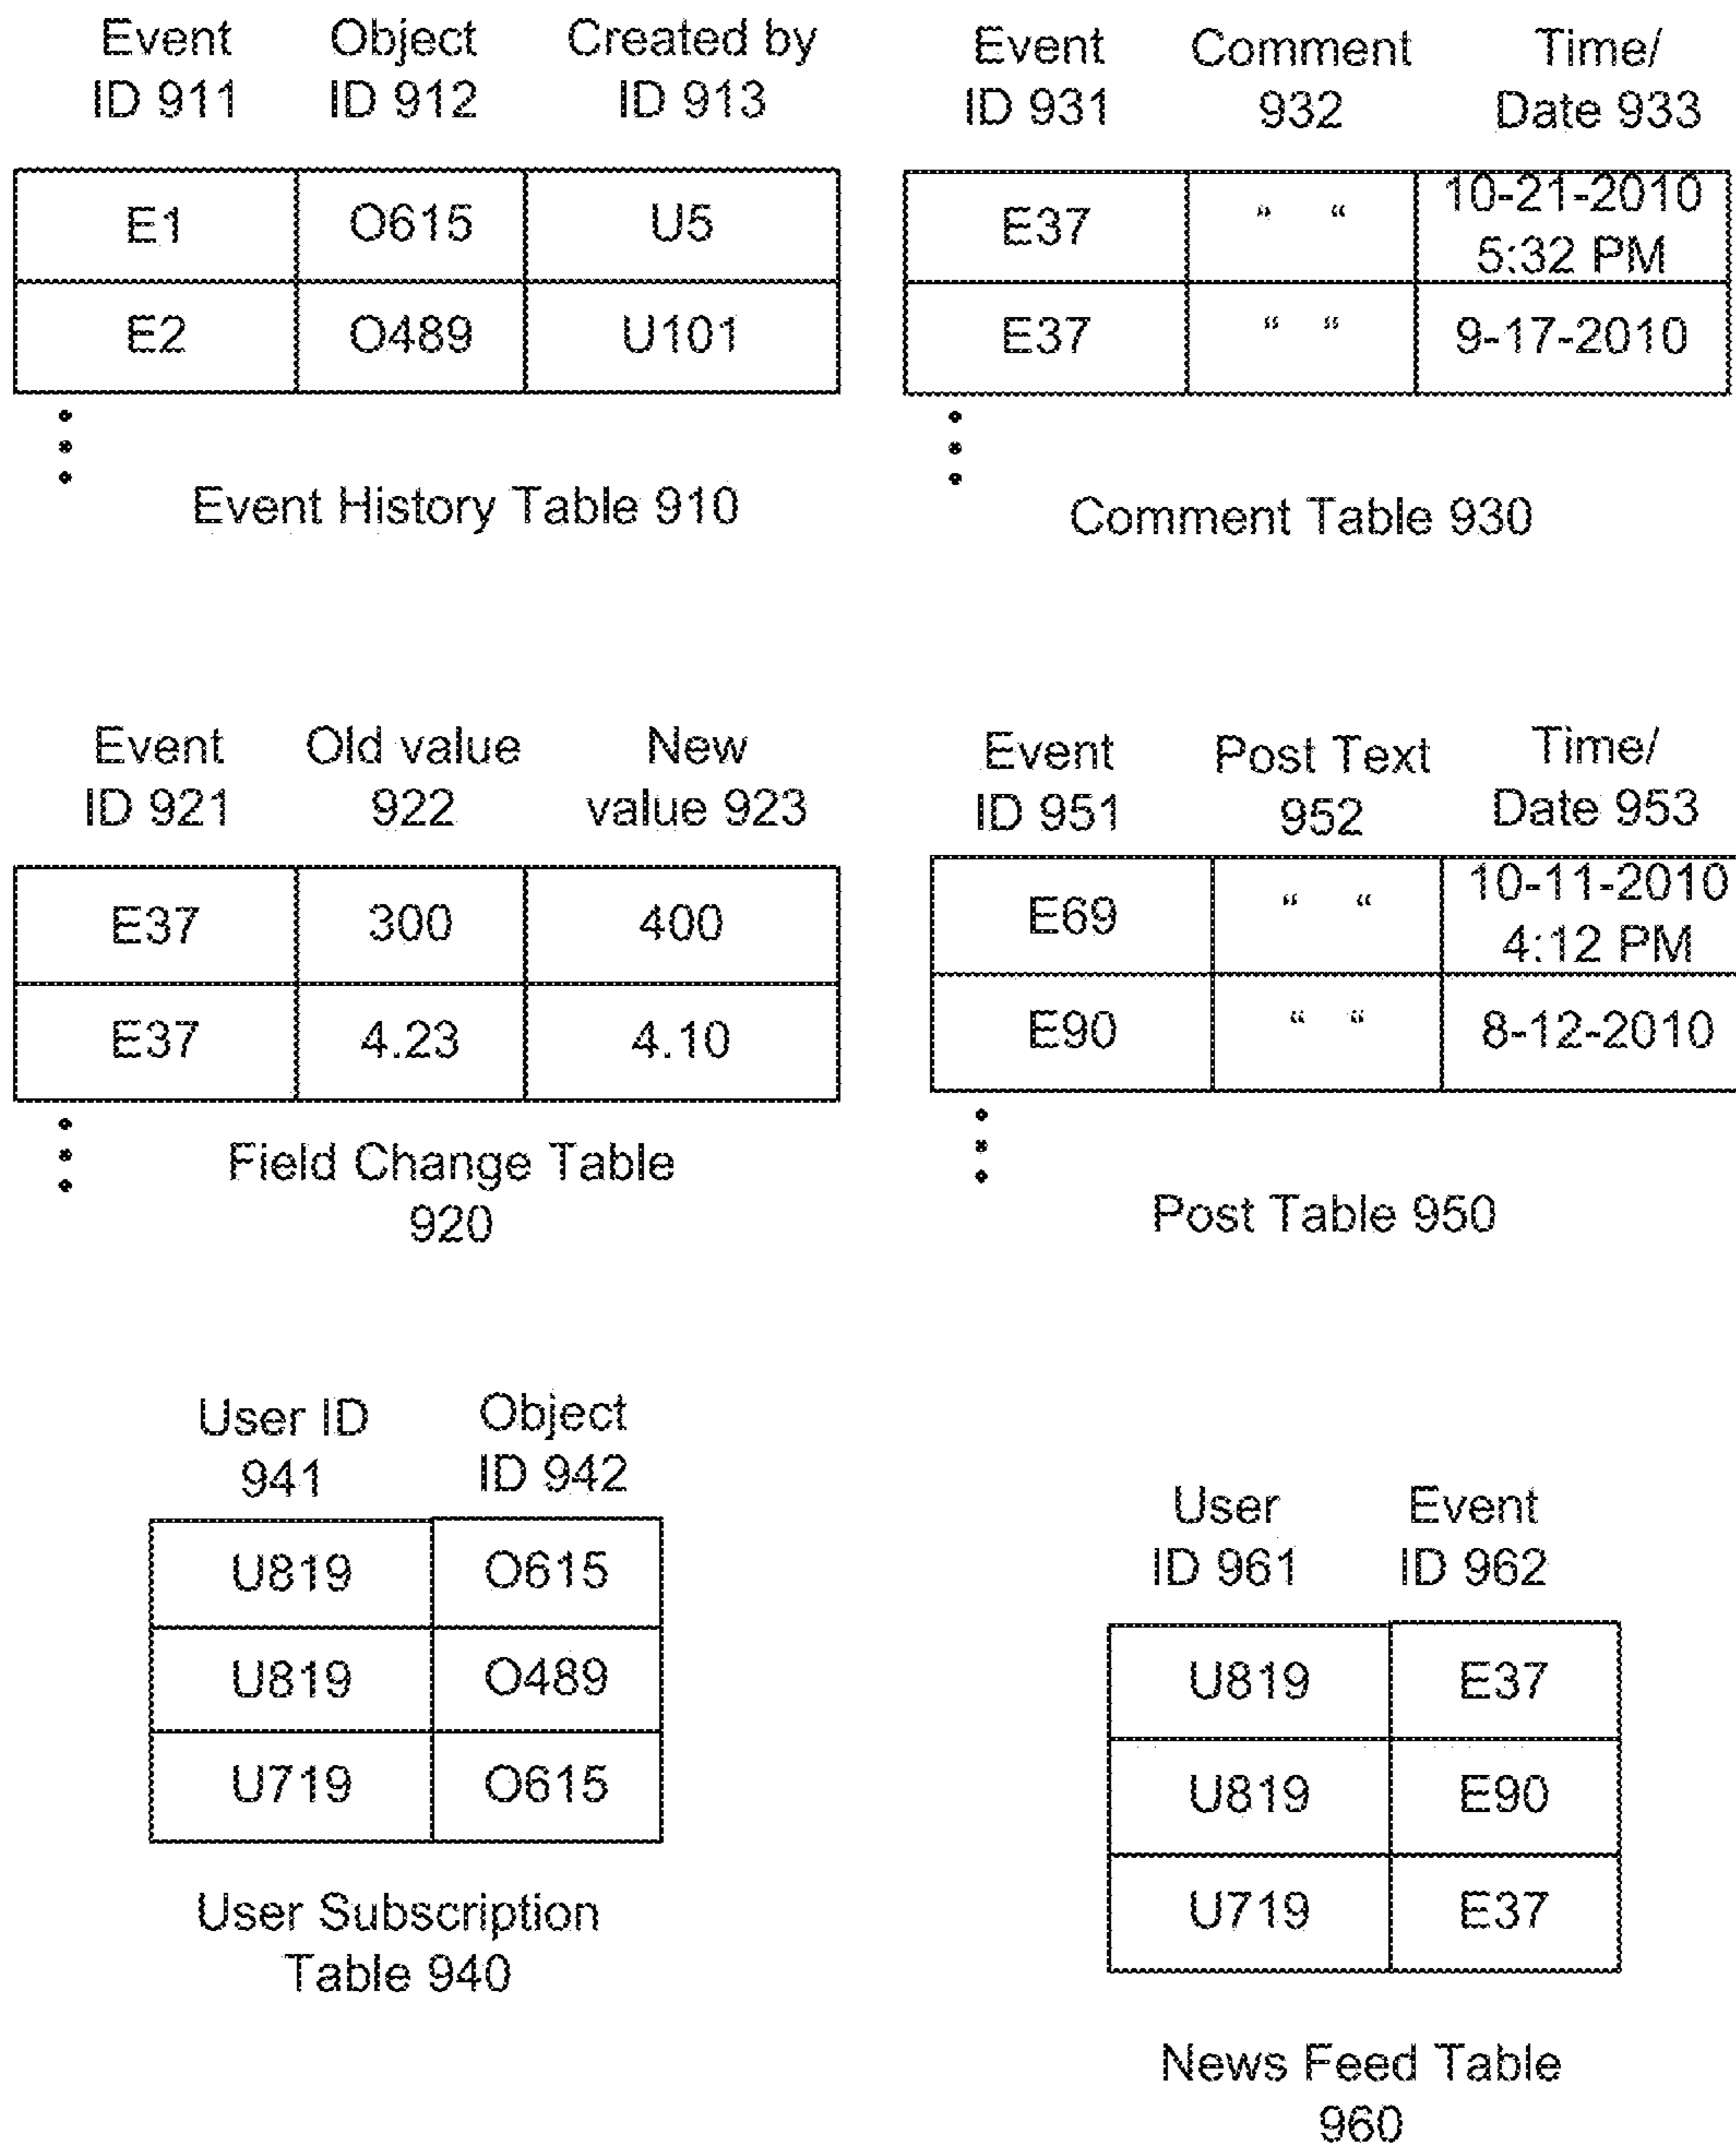 Event Object Created by
ID 911 ID 912 ID 913
E1 O615 U5
E2 O489 U101
Event History Table 910
Event Comment Time/
ID 931 932 Date 933
E37 “ “ 10-21-2010
5:32 PM
E37 “ “ 9-17-2010
Comment Table 930
Event Old value New
ID 921 922 value 923
E37 300 400
E37 4.23 4.10
Field Change Table
920
Event Post Text Time/
ID 951 952 Date 953
E69 “ “ 10-11-2010
4:12 PM
E90 “ “ 8-12-2010
Post Table 950
User ID Object
941 ID 942
U819 O615
U819 O489
U719 O615
User Subscription
Table 940
User Event
ID 961 ID 962
U819 E37
U819 E90
U719 E37
News Feed Table
960